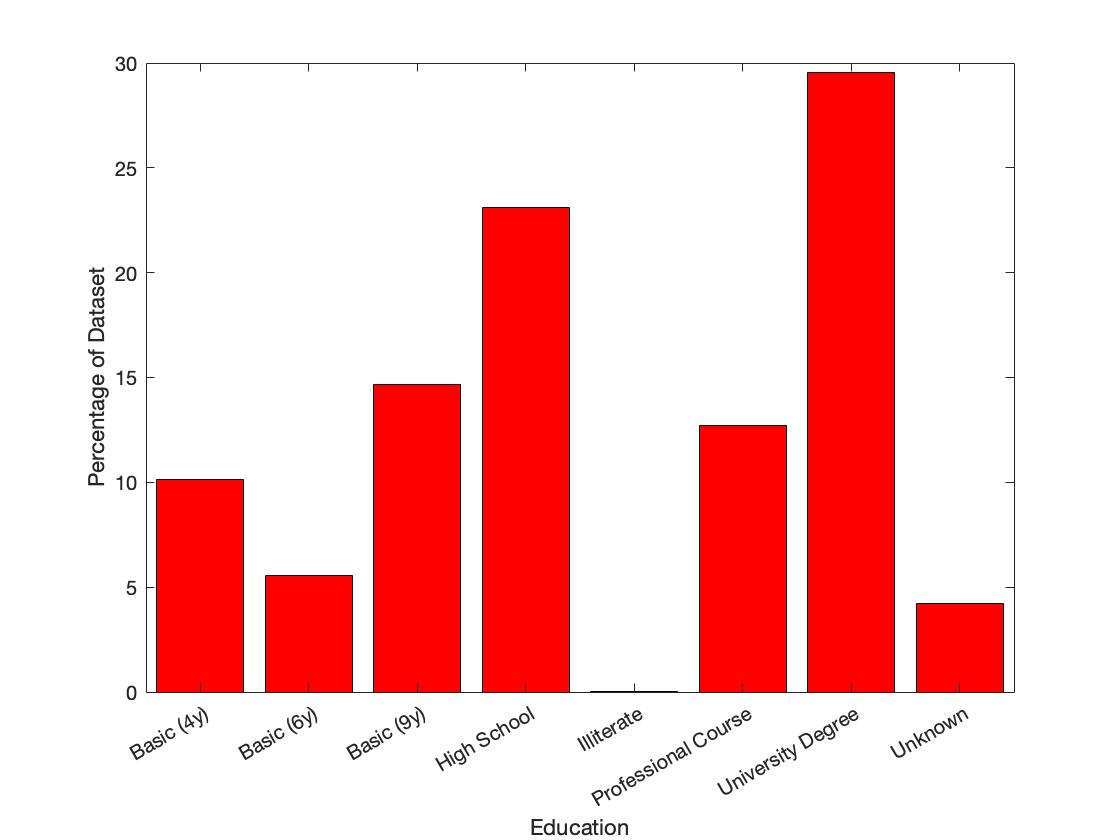 30
25
20
15
10
5
0
Percentage of Dataset
Basic (4y)
Basic (6y)
Basic (9y)
High School
Illiterate
Professional Course
University Degree
Unknown
Education